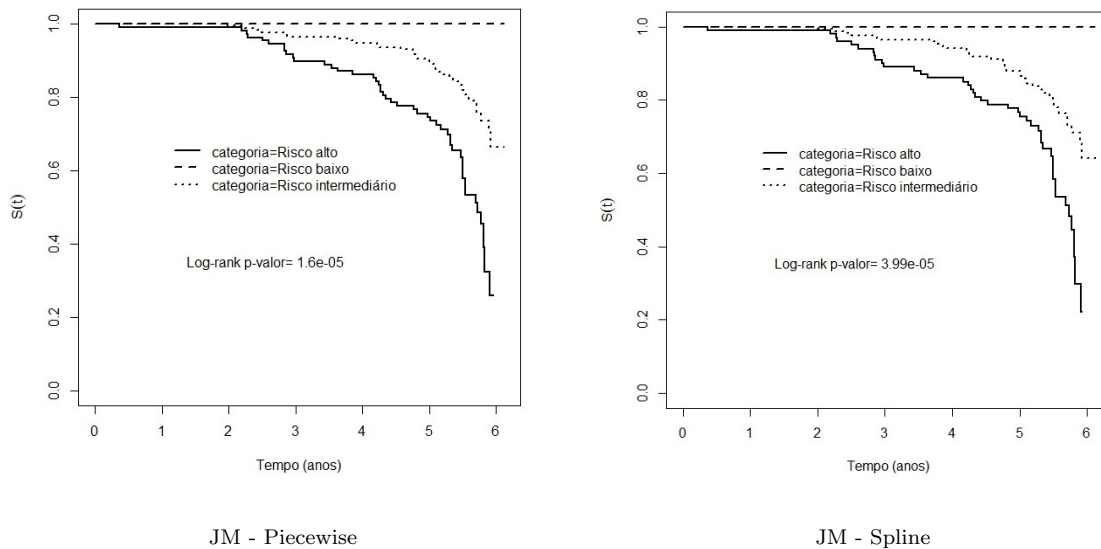 1.0
0.8
0.6
0.4
0.2
0.0
S(t)
categoria=Risco alto
categoria=Risco baixo
categoria=Risco intermediário
Log-rank p-valor= 1.6e-05
0 1 2 3 4 5 6
Tempo (anos)
JM - Piecewise
1.0
0.8
0.6
0.4
0.2
0.0
S(t)
categoria=Risco alto
categoria=Risco baixo
categoria=Risco intermediário
Log-rank p-valor= 3.99e-05
0 1 2 3 4 5 6
Tempo (anos)
JM - Spline